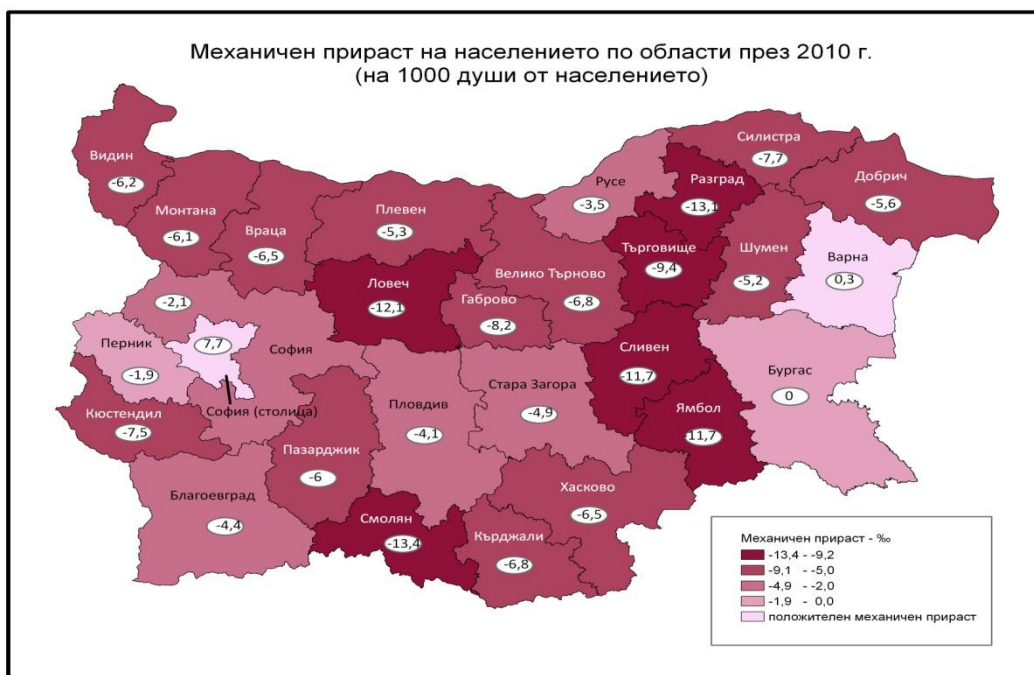 Механичен прираст на населението по области през 2010 г.
(на 1000 души от населението)
Видин
-6,2
Монтана
-6,1
Враца
-6,5
Плевен
-5,3
Ловеч
-12,1
Габрово
-8,2
Велико Търново
-6,8
Русе
-3,5
Разград
-13,1
Силистра
-7,7
Добрич
-5,6
Търговище
-9,4
Шумен
-5,2
Варна
0,3
-2,1
7,7
София
София (столица)
Перник
-1,9
Кюстендил
-7,5
Благоевград
-4,4
Пазарджик
-6
Пловдив
-4,1
Стара Загора
-4,9
Сливен
-11,7
Ямбол
-11,7
Бургас
0
Смолян
-13,4
Кърджали
-6,8
Хасково
-6,5
Механичен прираст - ‰
-13,4 - -9,2
-9,1 - -5,0
-4,9 - -2,0
-1,9 - 0,0
положителен механичен прираст